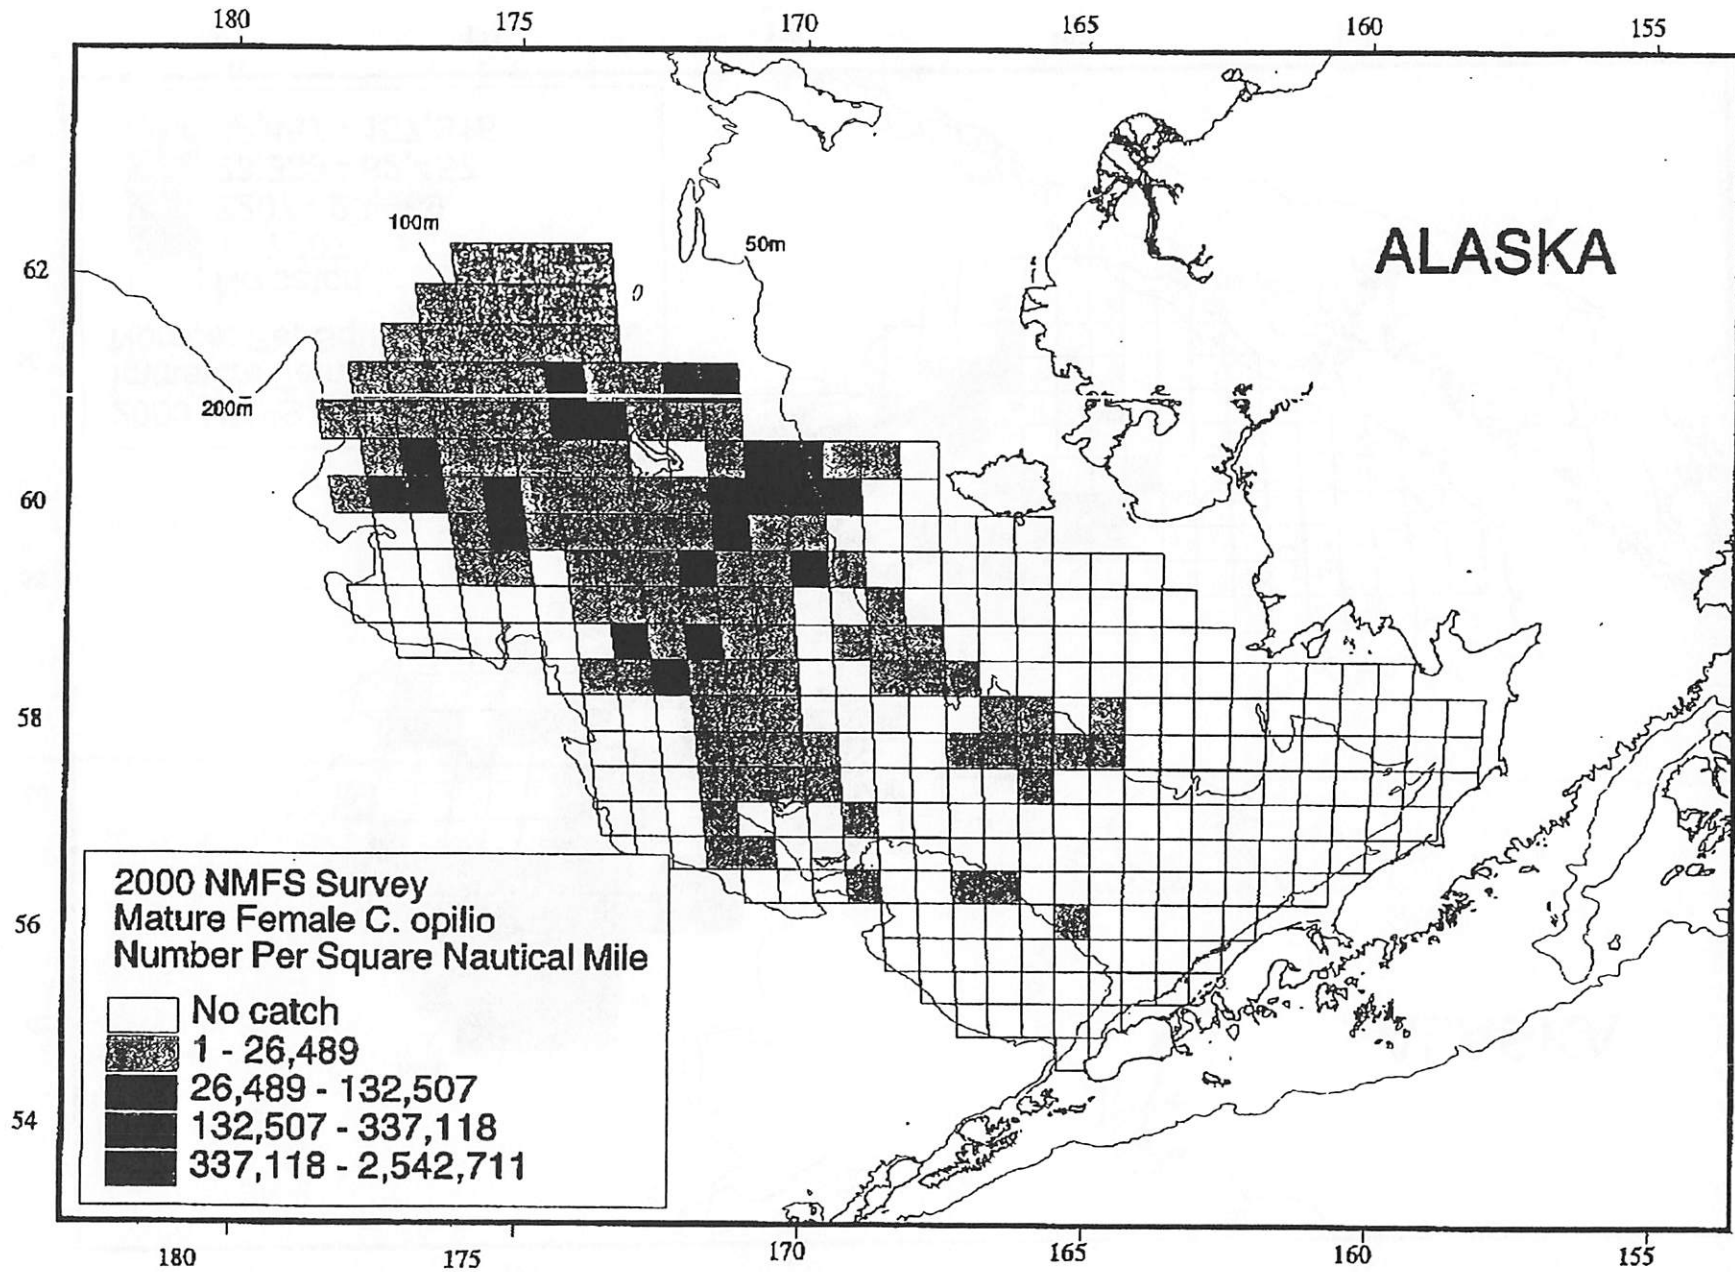 180 175 170 165 160 155
ALASKA
100m
50m
62
0
200m
60
58
56
54
2000 NMFS Survey
Mature Female C. opilio
Number Per Square Nautical Mile
No catch
1 - 26,489
26,489 - 132,507
132,507 - 337,118
337,118 - 2,542,711
180 175 170 165 160 155